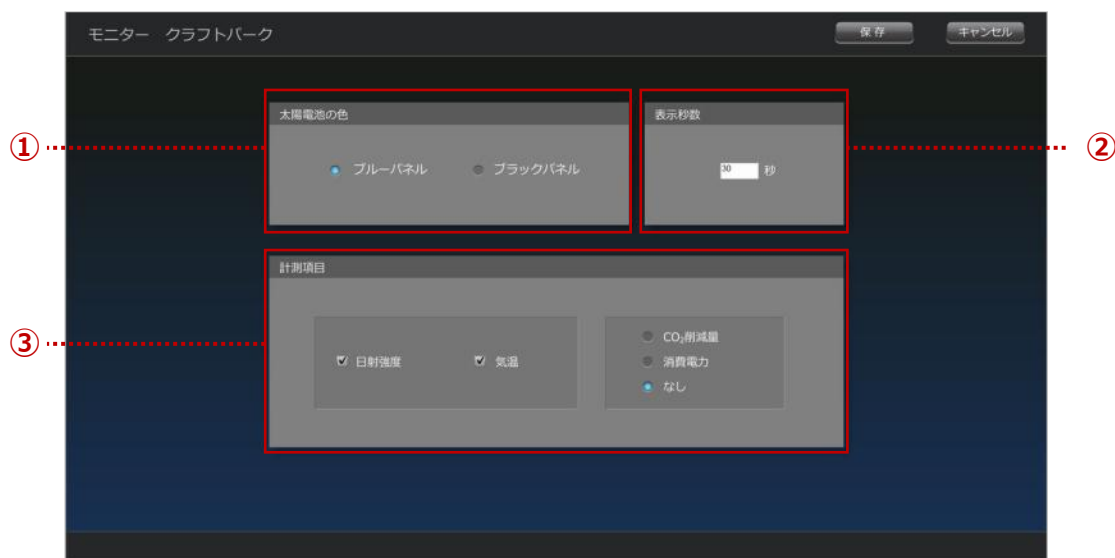 モニター　クラフトパーク
保存
キャンセル
太陽電池の色
表示秒数
①
ブルーパネル
ブラックパネル
30 秒
②
計測項目
③
日射強度
気温
CO₂削減量
消費電力
なし